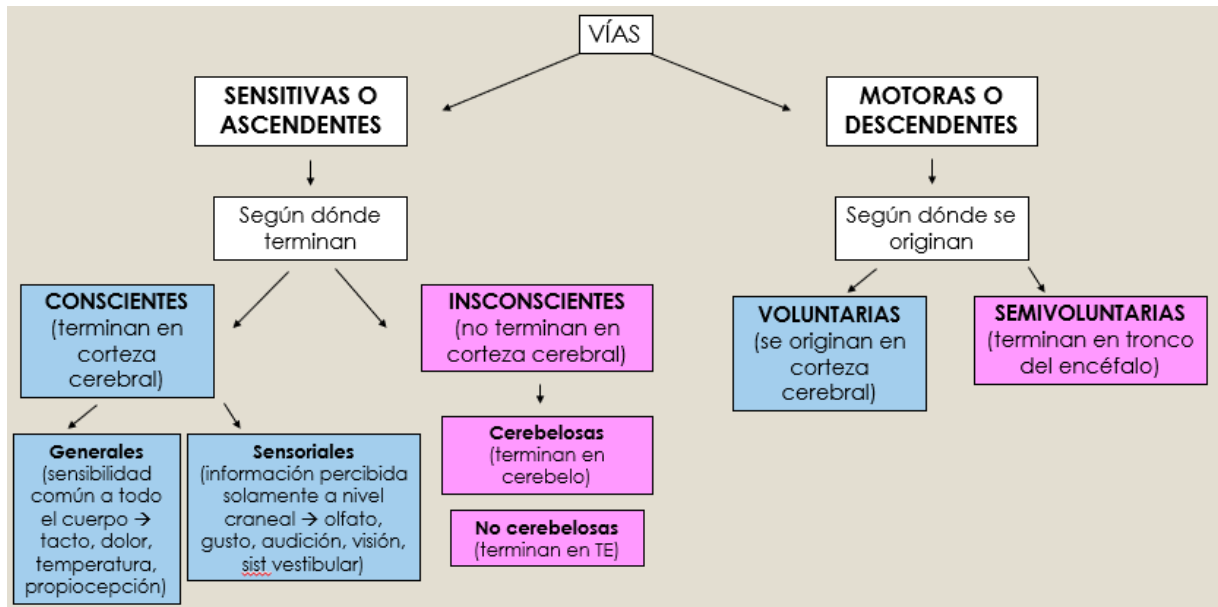 VÍAS
SENSITIVAS O
ASCENDENTES
MOTORAS O
DESCENDENTES
Según dónde
terminan
Según dónde se
originan
CONSCIENTES
(terminan en
corteza
cerebral)
INSCONSCIENTES
(no terminan en
corteza cerebral)
VOLUNTARIAS
(se originan en
corteza
cerebral)
SEMIVOLUNTARIAS
(terminan en tronco
del encéfalo)
Generales
(sensibilidad
común a todo
el cuerpo →
tacto, dolor,
temperatura,
propiocepción)
Sensoriales
(información percibida
solamente a nivel
craneal → olfato,
gusto, audición, visión,
sist vestibular)
Cerebelosas
(terminan en
cerebelo)
No cerebelosas
(terminan en TE)